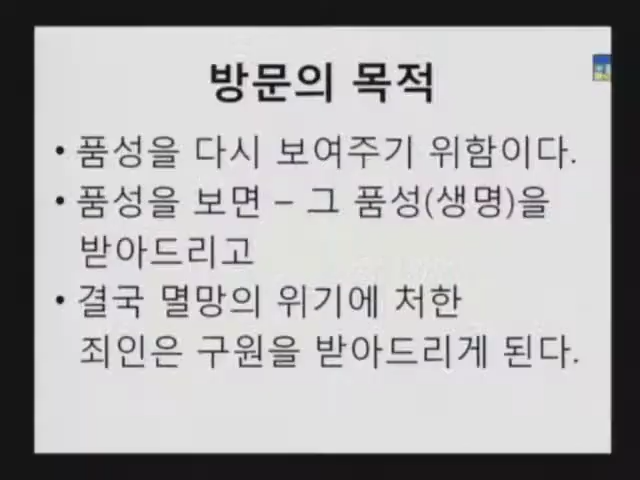 방문의 목적
• 품성을 다시 보여주기 위함이다.
• 품성을 보면 – 그 품성(생명)을
받아드리고
• 결국 멸망의 위기에 처한
죄인은 구원을 받아드리게 된다.